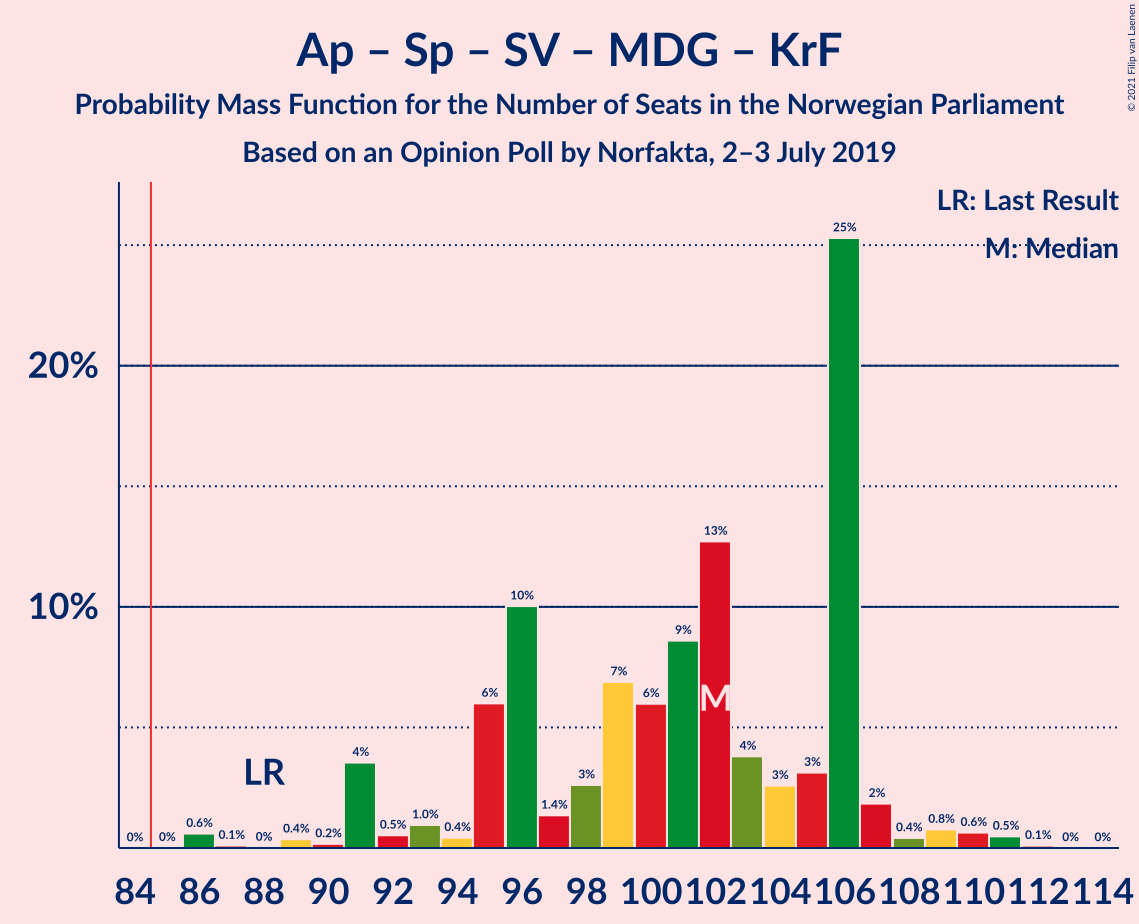 Ap – Sp – SV – MDG – KrF
Probability Mass Function for the Number of Seats in the Norwegian Parliament
Based on an Opinion Poll by Norfakta, 2–3 July 2019
© 2021 Filip van Laenen
LR: Last Result
M: Median
25%
20%
13%
10%
10%
9%
7%
6%
6%
M
4%
4%
3%
3%
3%
2%
LR
1.4%
1.0%
0% 0% 0.6% 0.1% 0% 0.4% 0.2% 0.5% 0.4% 0.4% 0.8% 0.6% 0.5% 0.1% 0% 0%
84 86 88 90 92 94 96 98 100 102 104 106 108 110 112 114